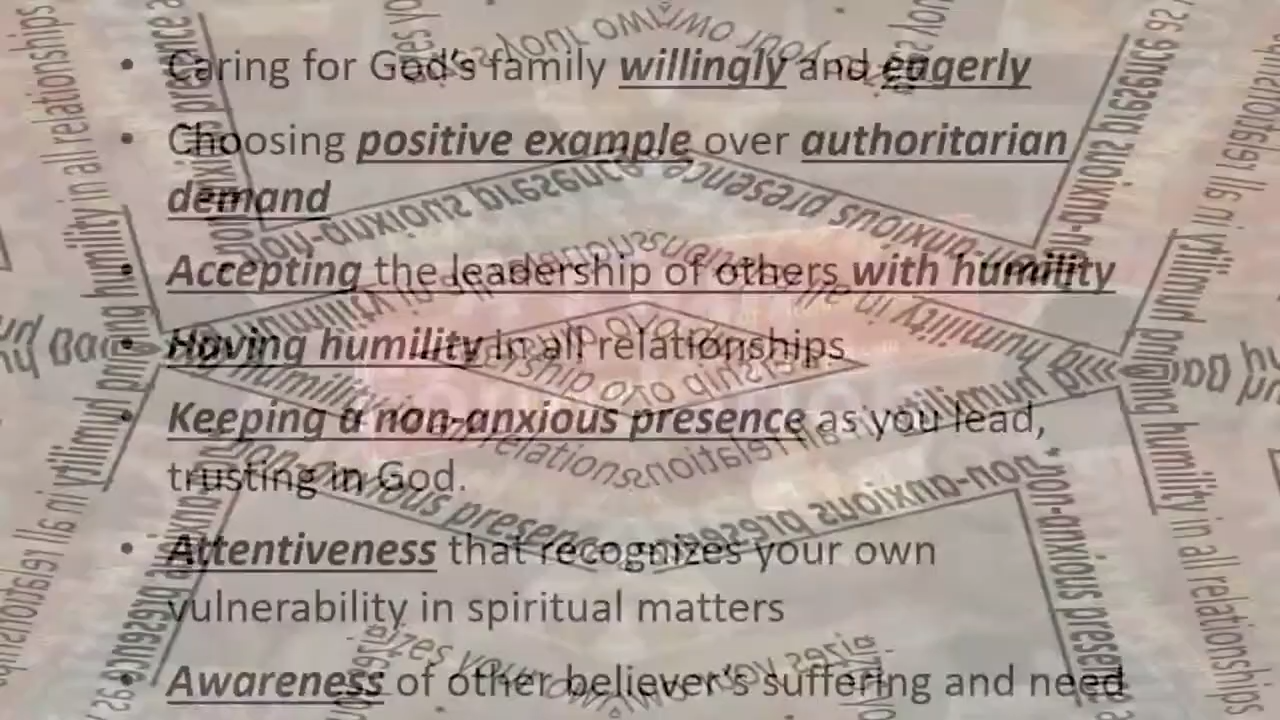 • Caring for God's family willingly and eagerly
• Choosing positive example over authoritarian
demand
• Accepting the leadership of others with humility
• Having humility in all relationships
• Keeping a non-anxious presence as you lead,
trusting in God.
• Attentiveness that recognizes your own
vulnerability in spiritual matters
• Awareness of other believer's suffering and need